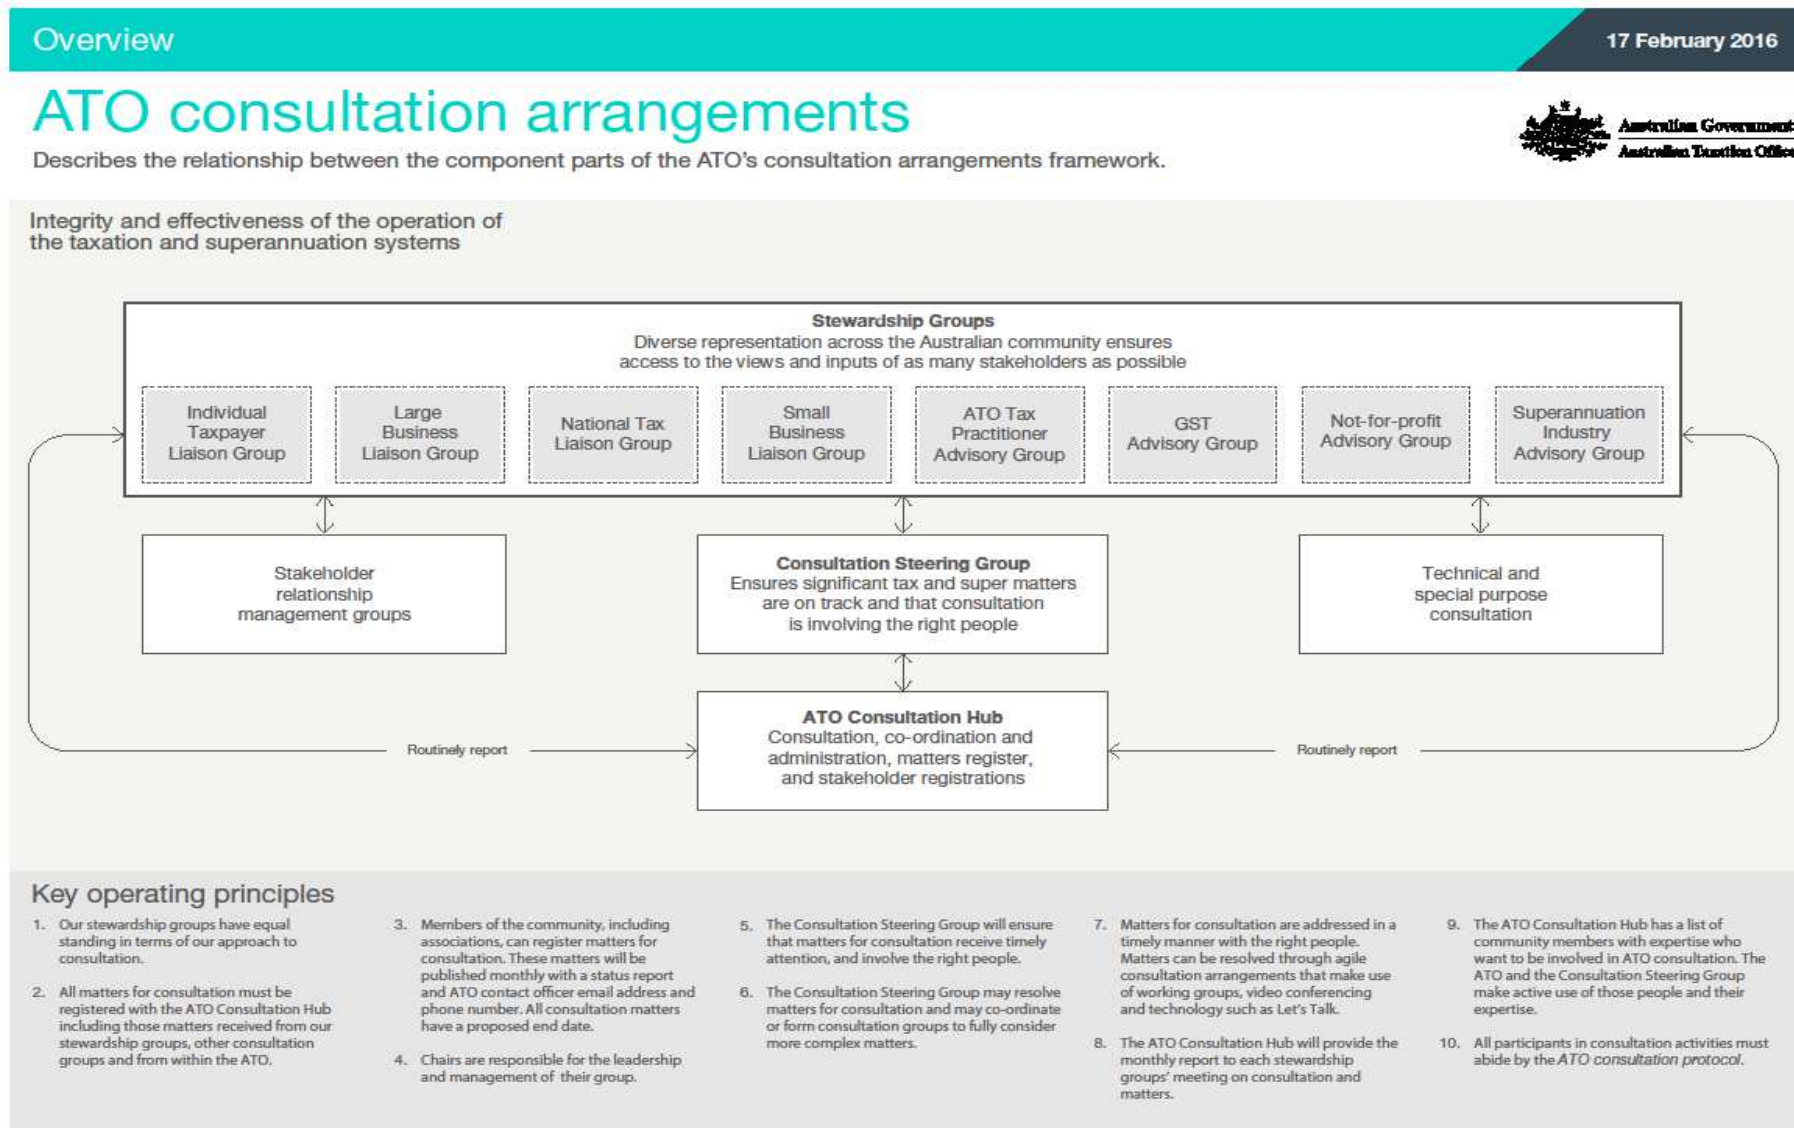 Overview
17 February 2016
ATO consultation arrangements
Describes the relationship between the component parts of the ATO's consultation arrangements framework.
Australian Government
Australian Taxation Office
Integrity and effectiveness of the operation of
the taxation and superannuation systems
Stewardship Groups
Diverse representation across the Australian community ensures
access to the views and inputs of as many stakeholders as possible
Individual
Taxpayer
Liaison Group
Large
Business
Liaison Group
National Tax
Liaison Group
Small
Business
Liaison Group
ATO Tax
Practitioner
Advisory Group
GST
Advisory Group
Not-for-profit
Advisory Group
Superannuation
Industry
Advisory Group
Stakeholder
relationship
management groups
Consultation Steering Group
Ensures significant tax and super matters
are on track and that consultation
is involving the right people
Technical and
special purpose
consultation
Routinely report
ATO Consultation Hub
Consultation, co-ordination and
administration, matters register,
and stakeholder registrations
Routinely report
Key operating principles
1. Our stewardship groups have equal
standing in terms of our approach to
consultation.
2. All matters for consultation must be
registered with the ATO Consultation Hub
including those matters received from our
stewardship groups, other consultation
groups and from within the ATO.
3. Members of the community, including
associations, can register matters for
consultation. These matters will be
published monthly with a status report
and ATO contact officer email address and
phone number. All consultation matters
have a proposed end date.
4. Chairs are responsible for the leadership
and management of their group.
5. The Consultation Steering Group will ensure
that matters for consultation receive timely
attention, and involve the right people.
6. The Consultation Steering Group may resolve
matters for consultation and may co-ordinate
or form consultation groups to fully consider
more complex matters.
7. Matters for consultation are addressed in a
timely manner with the right people.
Matters can be resolved through agile
consultation arrangements that make use
of working groups, video conferencing
and technology such as Let's Talk.
8. The ATO Consultation Hub will provide the
monthly report to each stewardship
groups' meeting on consultation and
matters.
9. The ATO Consultation Hub has a list of
community members with expertise who
want to be involved in ATO consultation. The
ATO and the Consultation Steering Group
make active use of those people and their
expertise.
10. All participants in consultation activities must
abide by the ATO consultation protocol.